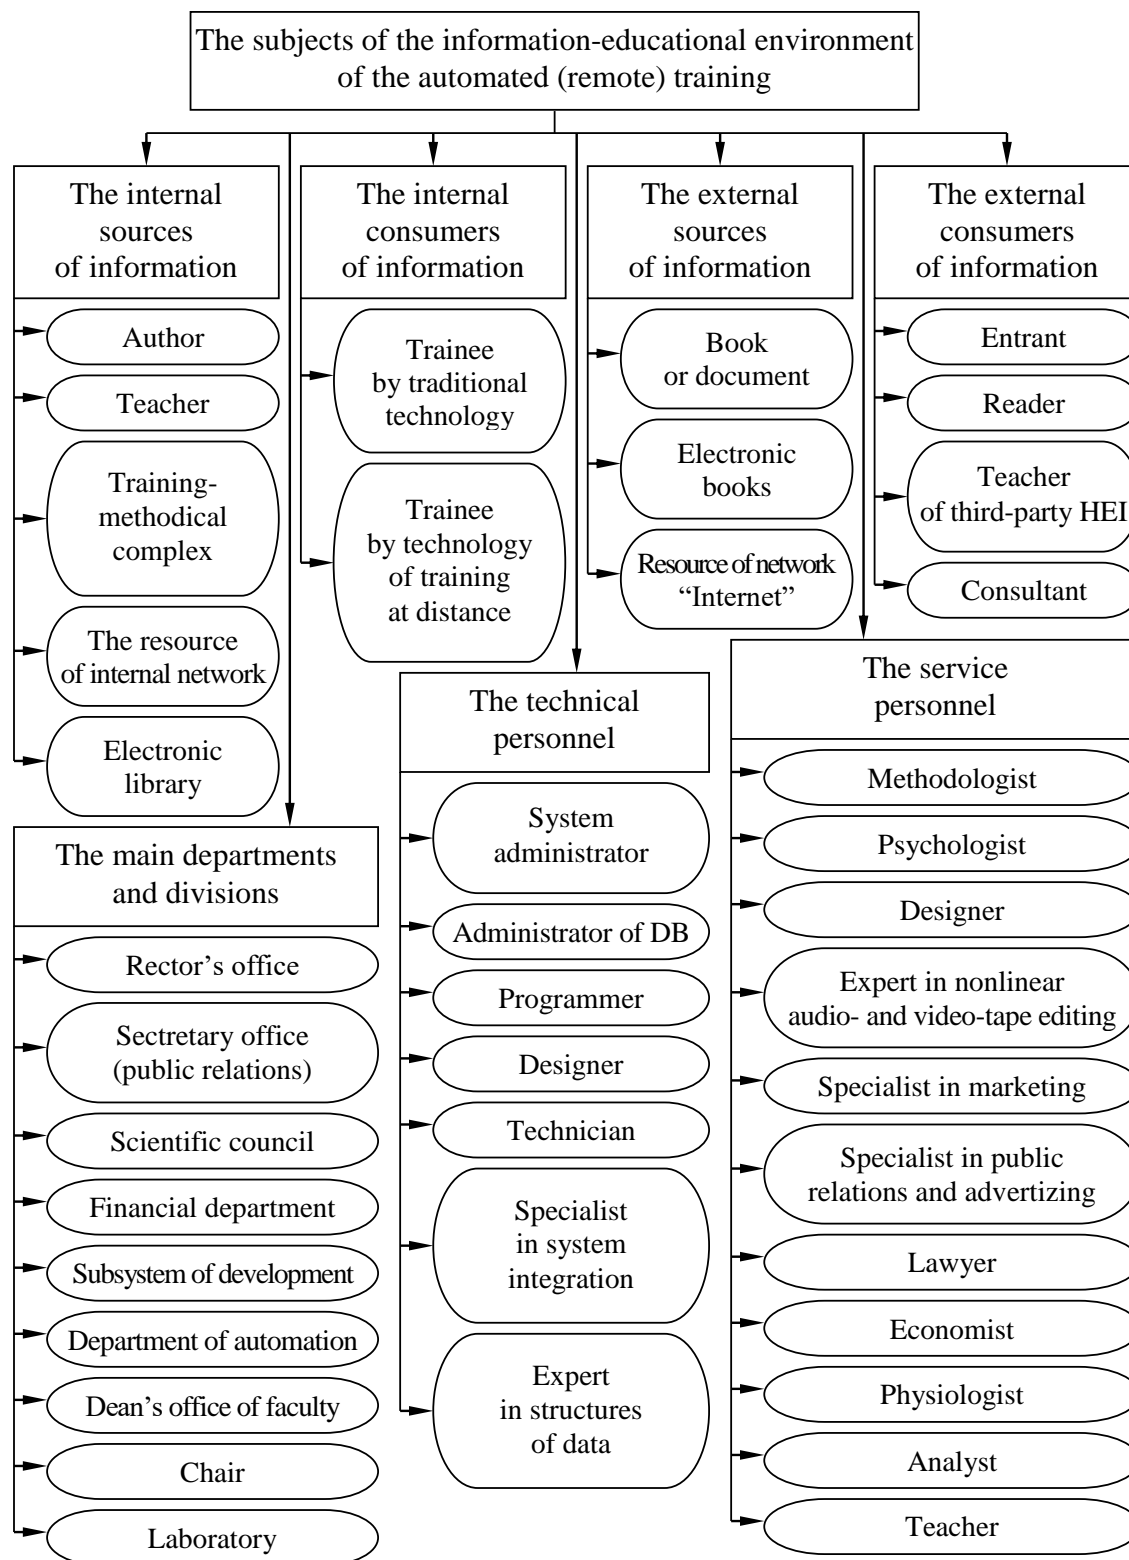 The subjects of the information-educational environment
of the automated (remote) training
The internal
sources
of information
Author
Teacher
Training-
methodical
complex
The resource
of internal network
Electronic
library
The internal
consumers
of information
Trainee
by traditional
technology
Trainee
by technology
of training
at distance
The external
sources
of information
Book
or document
Electronic
books
Resource of network
“Internet”
The external
consumers
of information
Entrant
Reader
Teacher
of third-party HEI
Consultant
The main departments
and divisions
Rector’s office
Sectretary office
(public relations)
Scientific council
Financial department
Subsystem of development
Department of automation
Dean’s office of faculty
Chair
Laboratory
The technical
personnel
System
administrator
Administrator of DB
Programmer
Designer
Technician
Specialist
in system
integration
Expert
in structures
of data
The service
personnel
Methodologist
Psychologist
Designer
Expert in nonlinear
audio- and video-tape editing
Specialist in marketing
Specialist in public
relations and advertizing
Lawyer
Economist
Physiologist
Analyst
Teacher